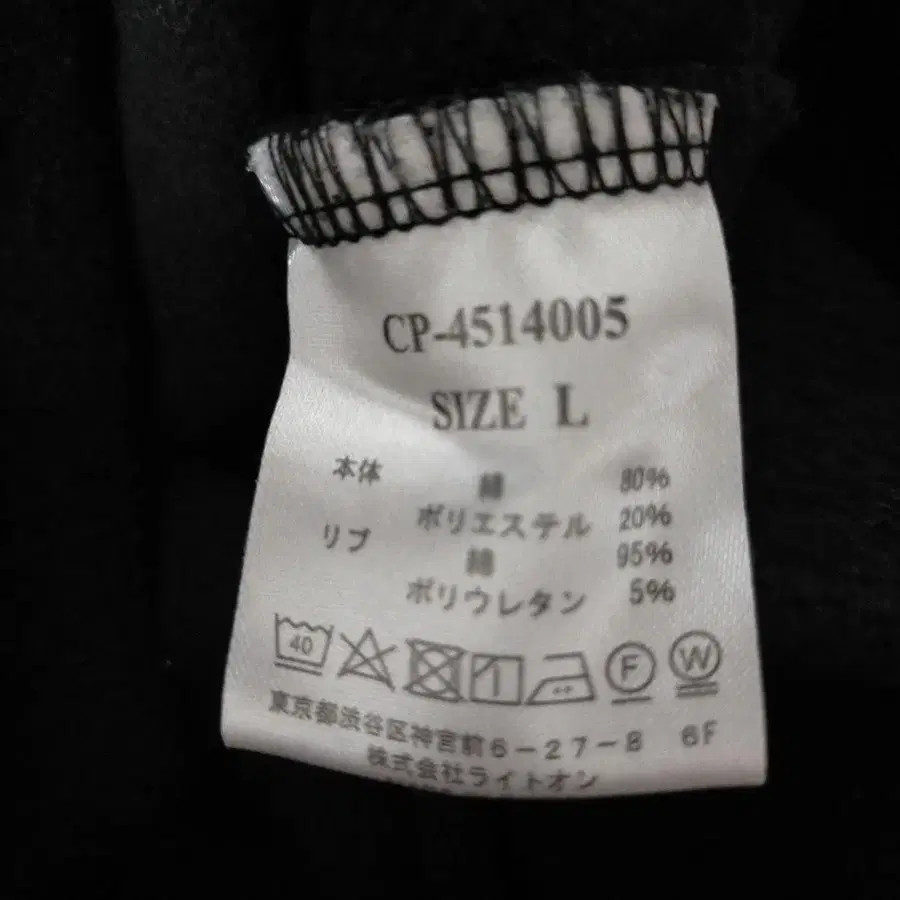 CP-4514005
SIZE L
本体 綿 80%
ポリエステル 20%
リブ 綿 95%
ポリウレタン 5%
40 F W
東京都渋谷区神宮前6-27-8 6F
株式会社ライトオン